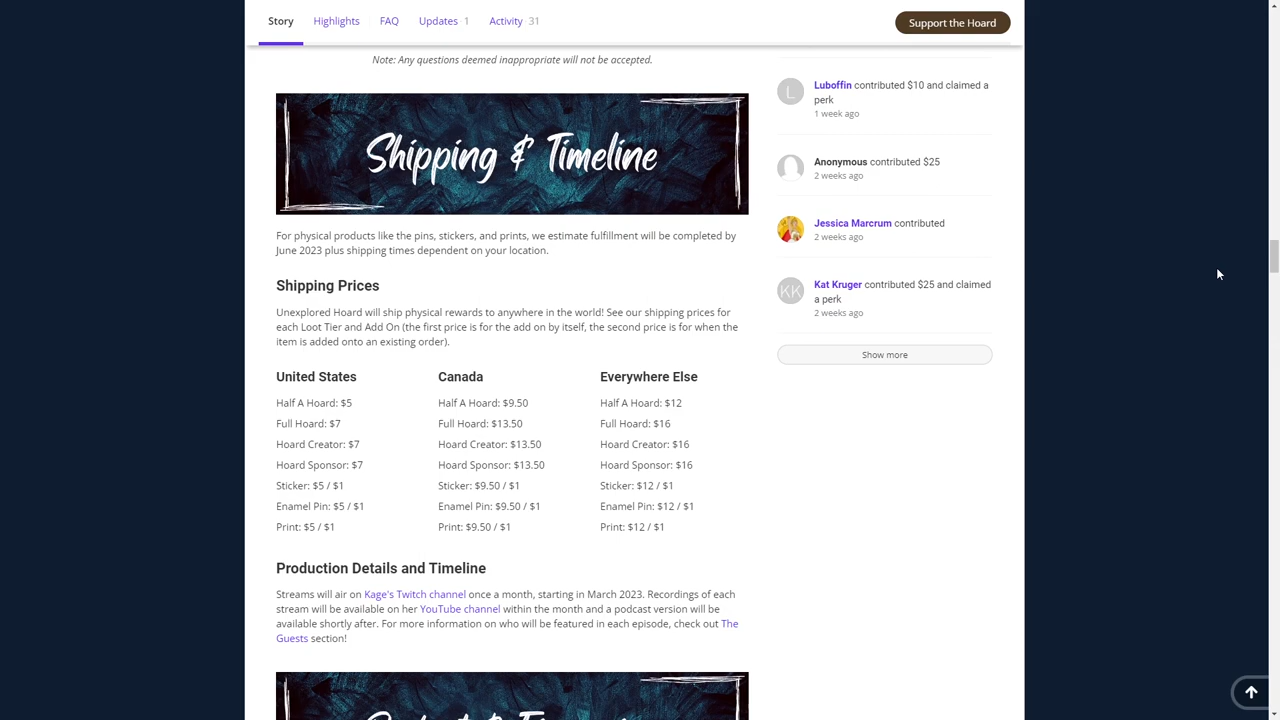 Story Highlights FAQ Updates 1 Activity 31 Support the Hoard
Note: Any questions deemed inappropriate will not be accepted.
Shipping & Timeline
For physical products like the pins, stickers, and prints, we estimate fulfillment will be completed by
June 2023 plus shipping times dependent on your location.
Shipping Prices
Unexplored Hoard will ship physical rewards to anywhere in the world! See our shipping prices for
each Loot Tier and Add On (the first price is for the add on by itself, the second price is for when the
item is added onto an existing order).
United States
Half A Hoard: $5
Full Hoard: $7
Hoard Creator: $7
Hoard Sponsor: $7
Sticker: $5 / $1
Enamel Pin: $5 / $1
Print: $5 / $1
Canada
Half A Hoard: $9.50
Full Hoard: $13.50
Hoard Creator: $13.50
Hoard Sponsor: $13.50
Sticker: $9.50 / $1
Enamel Pin: $9.50 / $1
Print: $9.50 / $1
Everywhere Else
Half A Hoard: $12
Full Hoard: $16
Hoard Creator: $16
Hoard Sponsor: $16
Sticker: $12 / $1
Enamel Pin: $12 / $1
Print: $12 / $1
Production Details and Timeline
Streams will air on Kage's Twitch channel once a month, starting in March 2023. Recordings of each
stream will be available on her YouTube channel within the month and a podcast version will be
available shortly after. For more information on who will be featured in each episode, check out The
Guests section!
L
Luboffin contributed $10 and claimed a
perk
1 week ago
Anonymous contributed $25
2 weeks ago
Jessica Marcrum contributed
2 weeks ago
KK
Kat Kruger contributed $25 and claimed
a perk
2 weeks ago
Show more